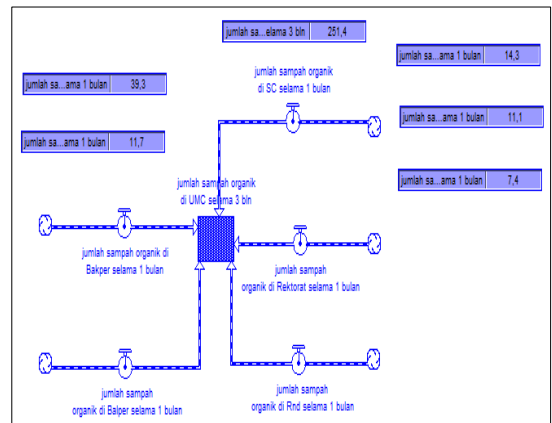 jumlah sa...elama 3 bln 251,4
jumlah sa...ama 1 bulan 14,3
jumlah sa...ama 1 bulan 39,3
jumlah sampah organik
di SC selama 1 bulan
jumlah sa...ama 1 bulan 11,1
jumlah sa...ama 1 bulan 11,7
jumlah sa...ama 1 bulan 7,4
jumlah sampah organik
di UMC selama 3 bln
jumlah sampah organik di
Bakper selama 1 bulan
jumlah sampah
organik di Rektorat selama 1 bulan
jumlah sampah
organik di Balper selama 1 bulan
jumlah sampah
organik di Rnd selama 1 bulan